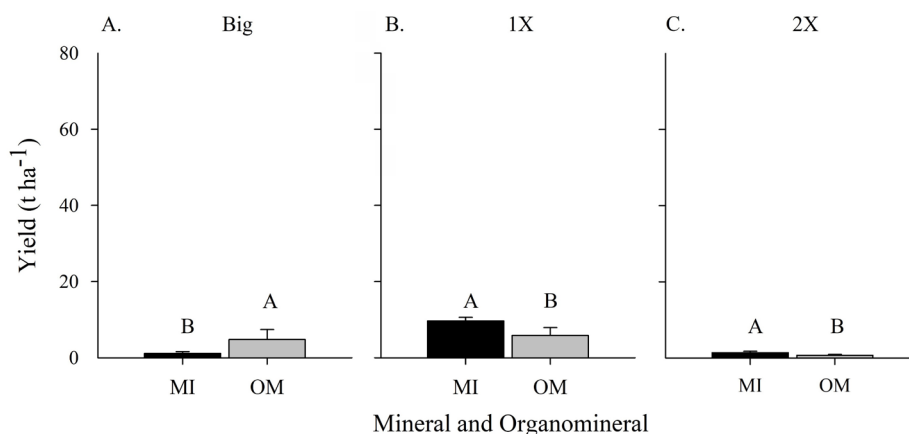 A. Big B. 1X C. 2X
80
60
40
20
0
Yield (t ha⁻¹)
B A A B A B
MI OM MI OM MI OM
Mineral and Organomineral